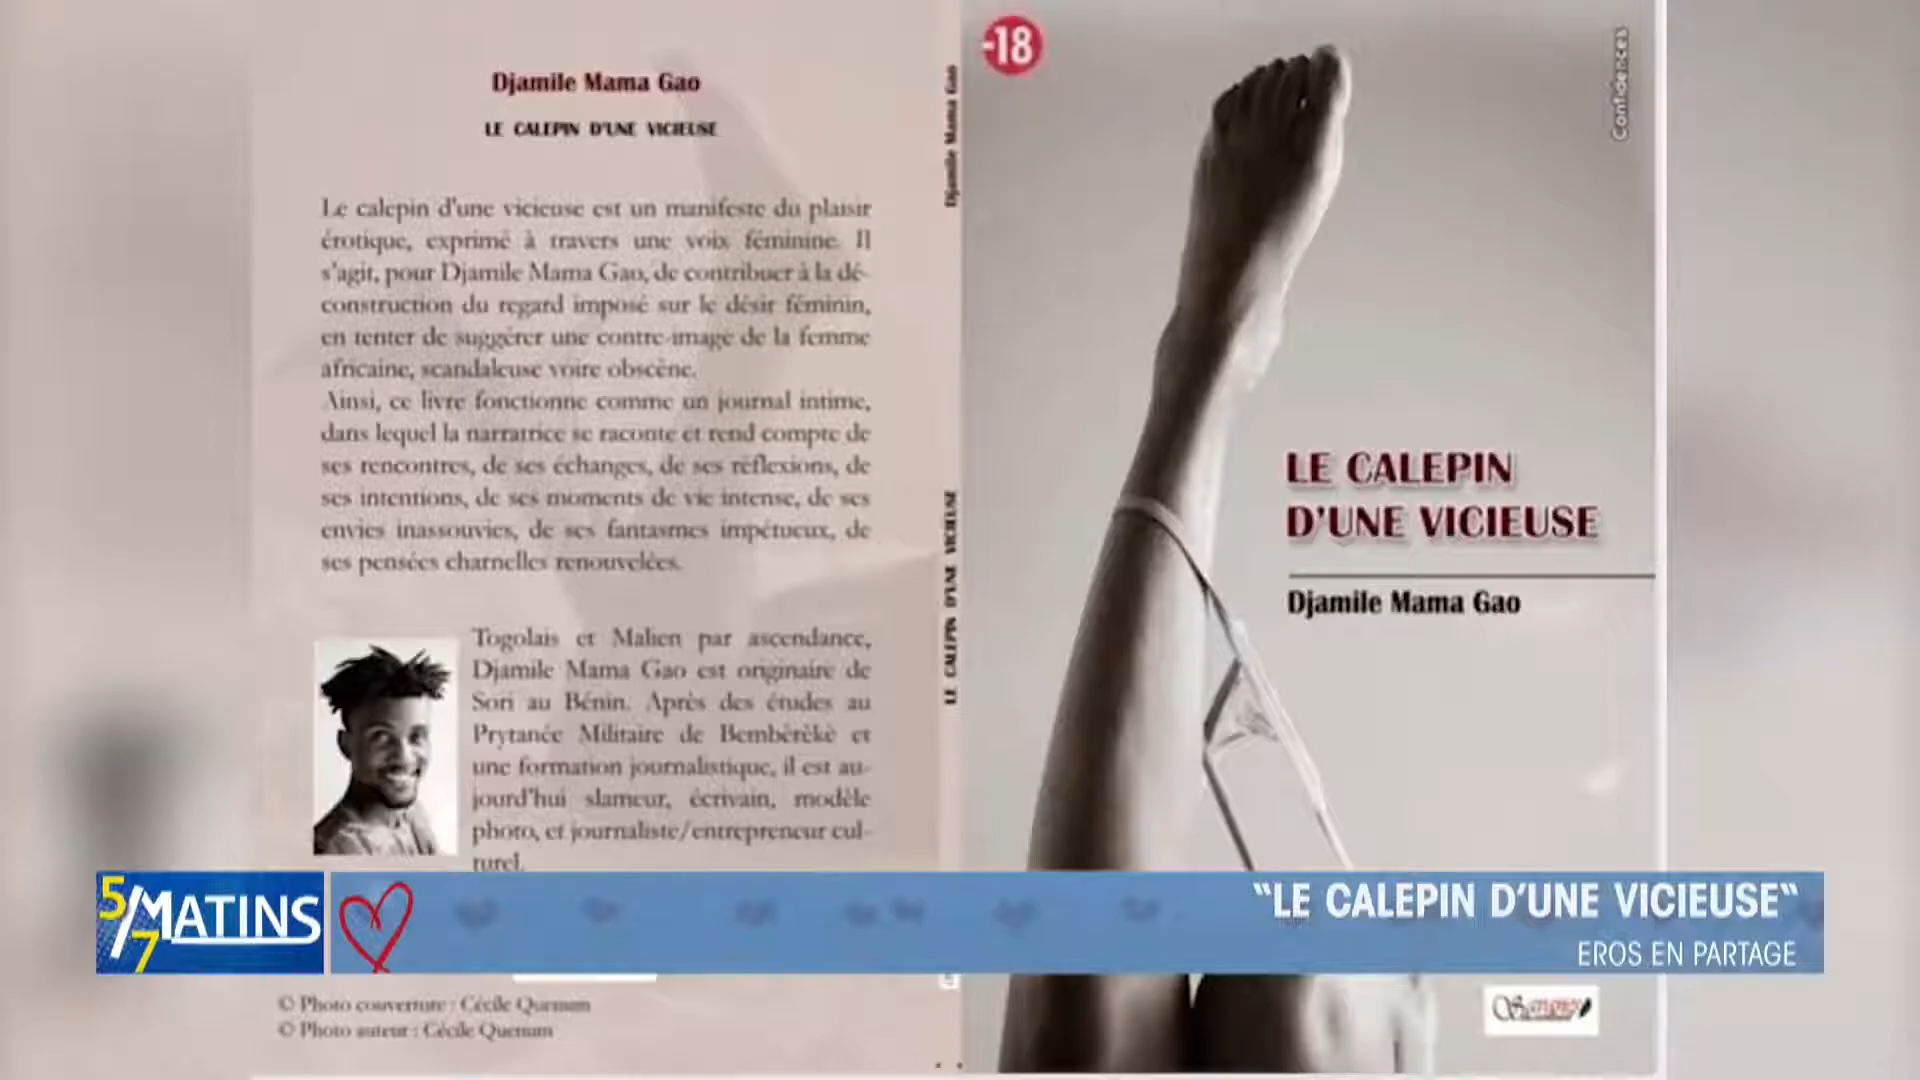 Djamile Mama Gao
LE CALEPIN D'UNE VICIEUSE
Le calepin d'une vicieuse est un manifeste du plaisir
érotique, exprimé à travers une voix féminine. Il
s'agit, pour Djamile Mama Gao, de contribuer à la dé-
construction du regard imposé sur le désir féminin,
en tenter de suggérer une contre-image de la femme
africaine, scandaleuse voire obscène.
Ainsi, ce livre fonctionne comme un journal intime,
dans lequel la narratrice se raconte et rend compte de
ses rencontres, de ses échanges, de ses réflexions, de
ses intentions, de ses moments de vie intense, de ses
envies inassouvies, de ses fantasmes impétueux, de
ses pensées charnelles renouvelées.
Togolais et Malien par ascendance,
Djamile Mama Gao est originaire de
Sori au Bénin. Après des études au
Prytanée Militaire de Bembèrèkè et
une formation journalistique, il est au-
jourd'hui slameur, écrivain, modèle
photo, et journaliste/entrepreneur cul-
turel.
© Photo couverture : Cécile Quenum
© Photo auteur : Cécile Quenum
Djamile Mama Gao
LE CALEPIN D'UNE VICIEUSE
-18
Confidences
LE CALEPIN
D'UNE VICIEUSE
Djamile Mama Gao
5/7 MATINS
"LE CALEPIN D'UNE VICIEUSE"
EROS EN PARTAGE